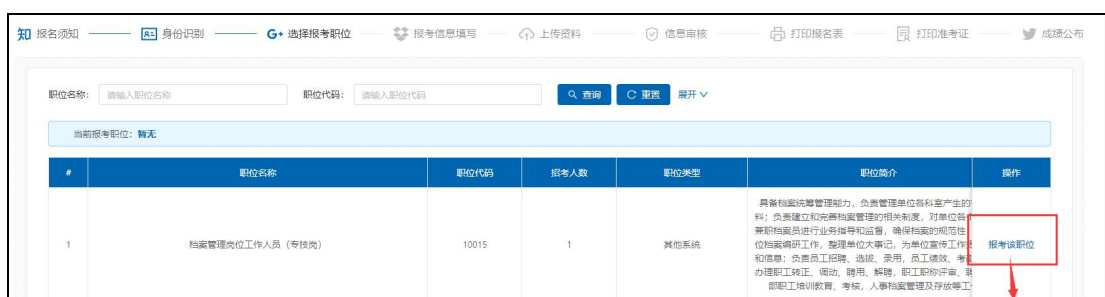 知 报名须知 身份识别 G+ 选择报考职位 报考信息填写 上传资料 信息审核 打印报名表 打印准考证 成绩公布
职位名称: 请输入职位名称 职位代码: 请输入职位代码 查询 重置 展开
当前报考职位: 暂无
# 职位名称 职位代码 招考人数 职位类型 职位简介 操作
具备档案统筹管理能力，负责管理单位各科室产生的
料；负责建立和完善档案管理的相关制度，对单位各
兼职档案员进行业务指导和监督，确保档案的规范性
1 档案管理岗位工作人员（专技岗） 10015 1 其他系统 位档案编研工作，整理单位大事记，为单位宣传工作 报考该职位
和信息；负责员工招聘、选拔、录用，员工绩效、考
办理职工转正、调动、聘用、解聘，职工职称评审、
部职工培训教育、考核，人事档案管理及存放等工